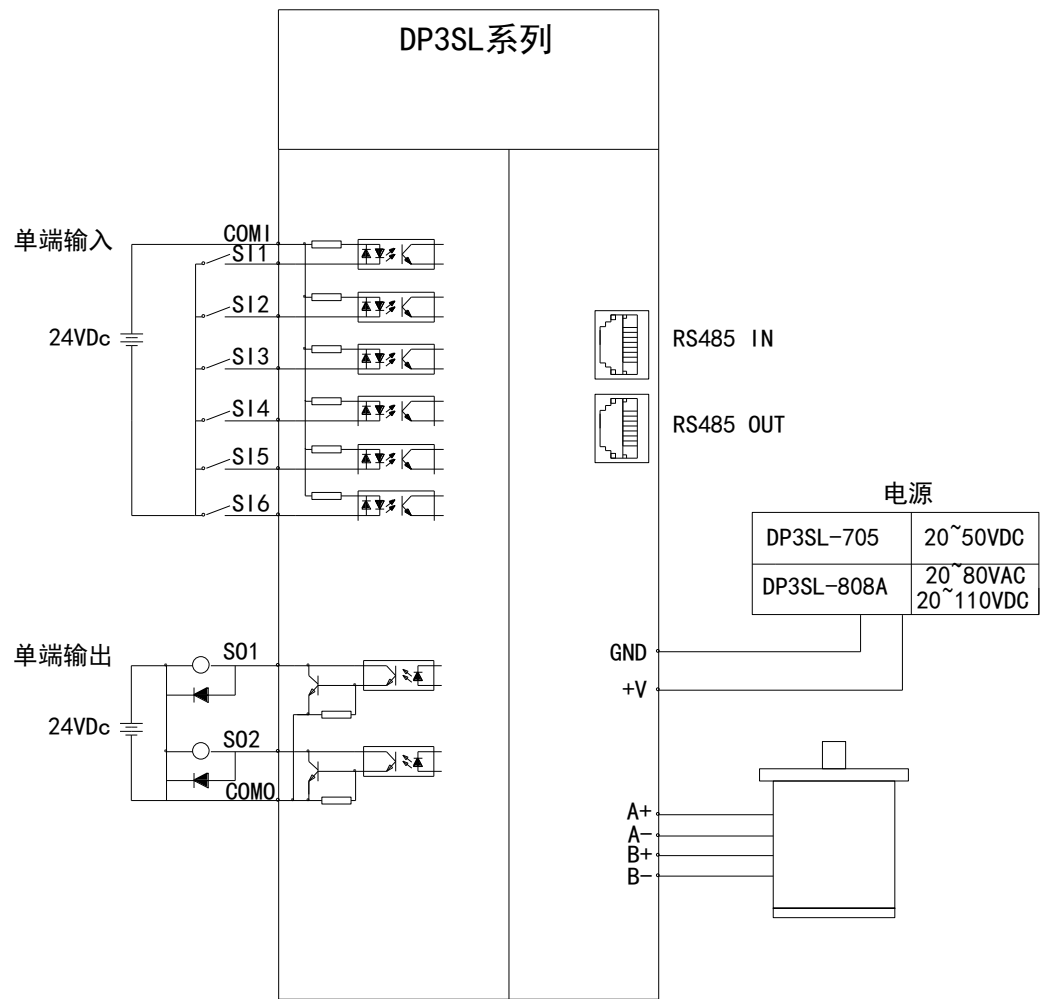 DP3SL系列
单端输入
COMI
SI1
SI2
24VDc
SI3
SI4
SI5
SI6
RS485 IN
RS485 OUT
电源
DP3SL-705 20~50VDC
DP3SL-808A 20~80VAC
20~110VDC
单端输出
SO1
24VDc
SO2
COMO
GND
+V
A+
A-
B+
B-